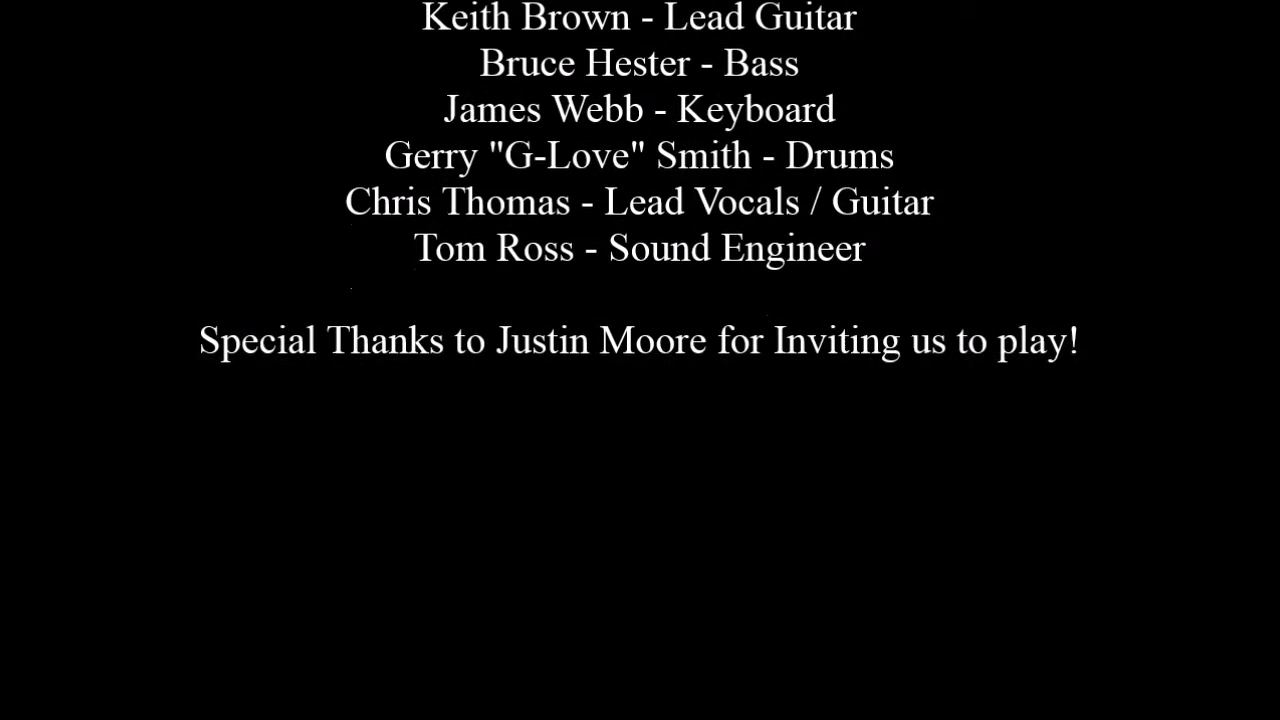 Keith Brown - Lead Guitar
Bruce Hester - Bass
James Webb - Keyboard
Gerry "G-Love" Smith - Drums
Chris Thomas - Lead Vocals / Guitar
Tom Ross - Sound Engineer
Special Thanks to Justin Moore for Inviting us to play!